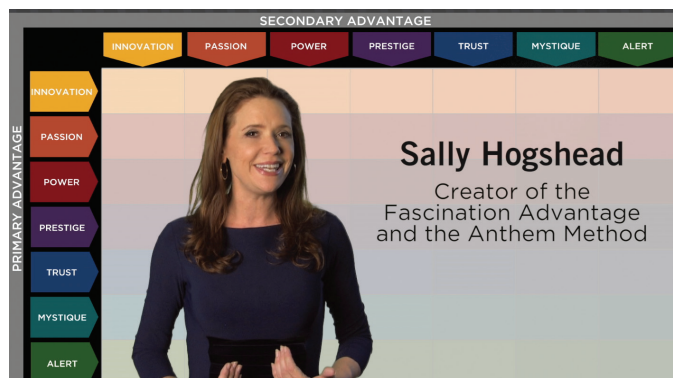 SECONDARY ADVANTAGE
INNOVATION PASSION POWER PRESTIGE TRUST MYSTIQUE ALERT
PRIMARY ADVANTAGE
INNOVATION
PASSION
POWER
PRESTIGE
TRUST
MYSTIQUE
ALERT
Sally Hogshead
Creator of the
Fascination Advantage
and the Anthem Method